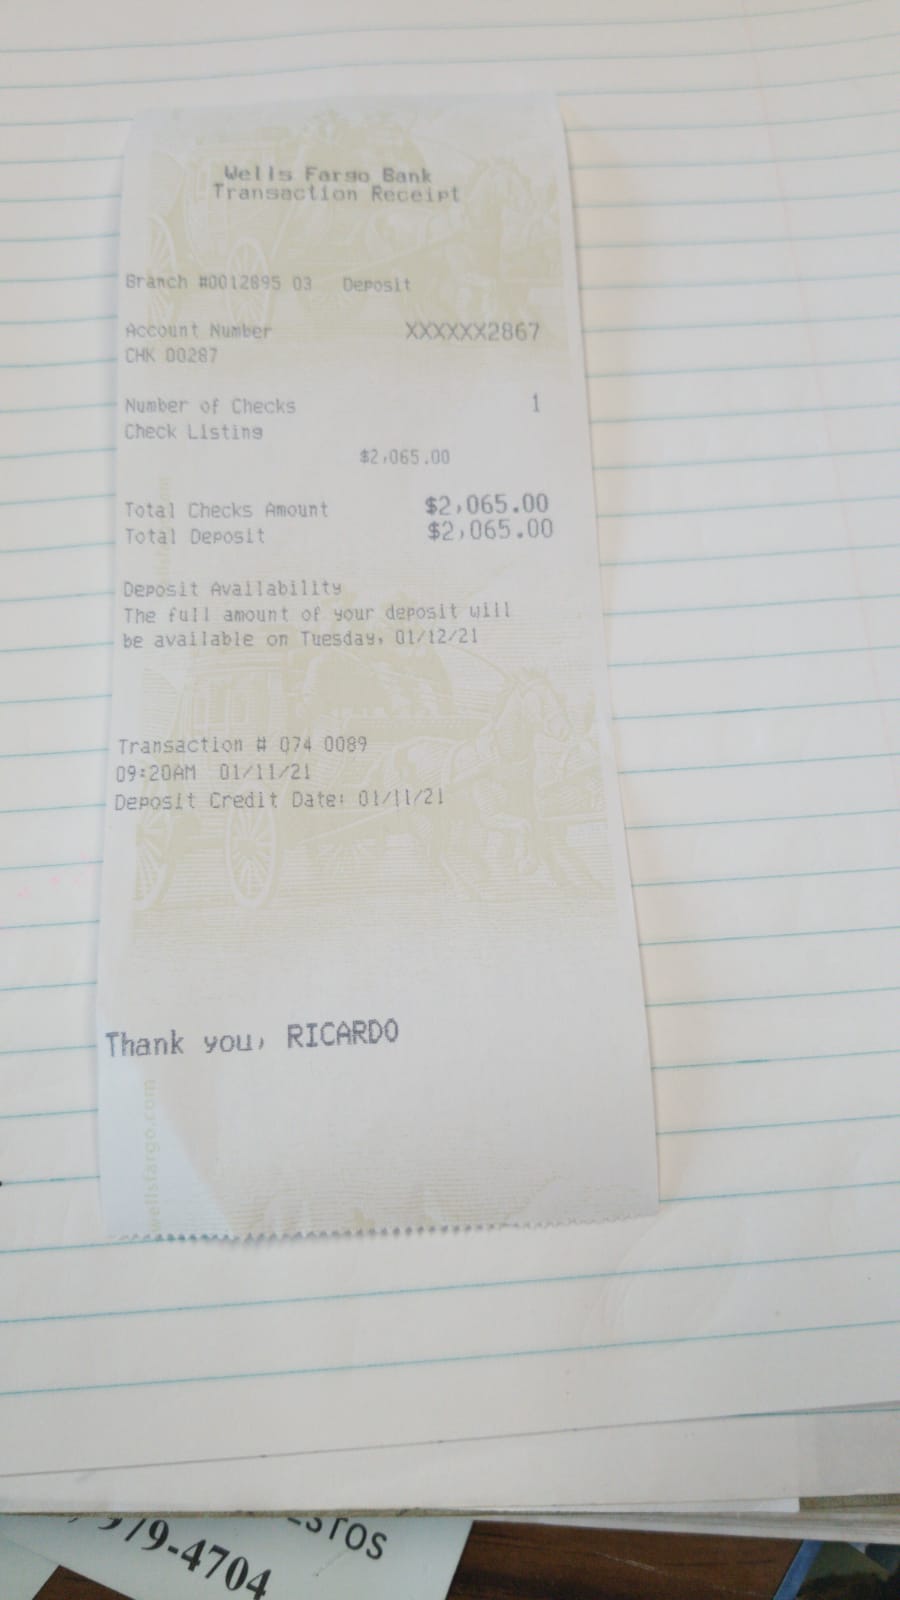 Wells Fargo Bank
Transaction Receipt
Branch #0012895 03 Deposit
Account Number XXXXXX2867
CHK 00287
Number of Checks 1
Check Listing
$2,065.00
Total Checks Amount $2,065.00
Total Deposit $2,065.00
Deposit Availability
The full amount of your deposit will
be available on Tuesday, 01/12/21
Transaction # 074 0089
09:20AM 01/11/21
Deposit Credit Date: 01/11/21
Thank you, RICARDO
wellsfargo.com
979-4704